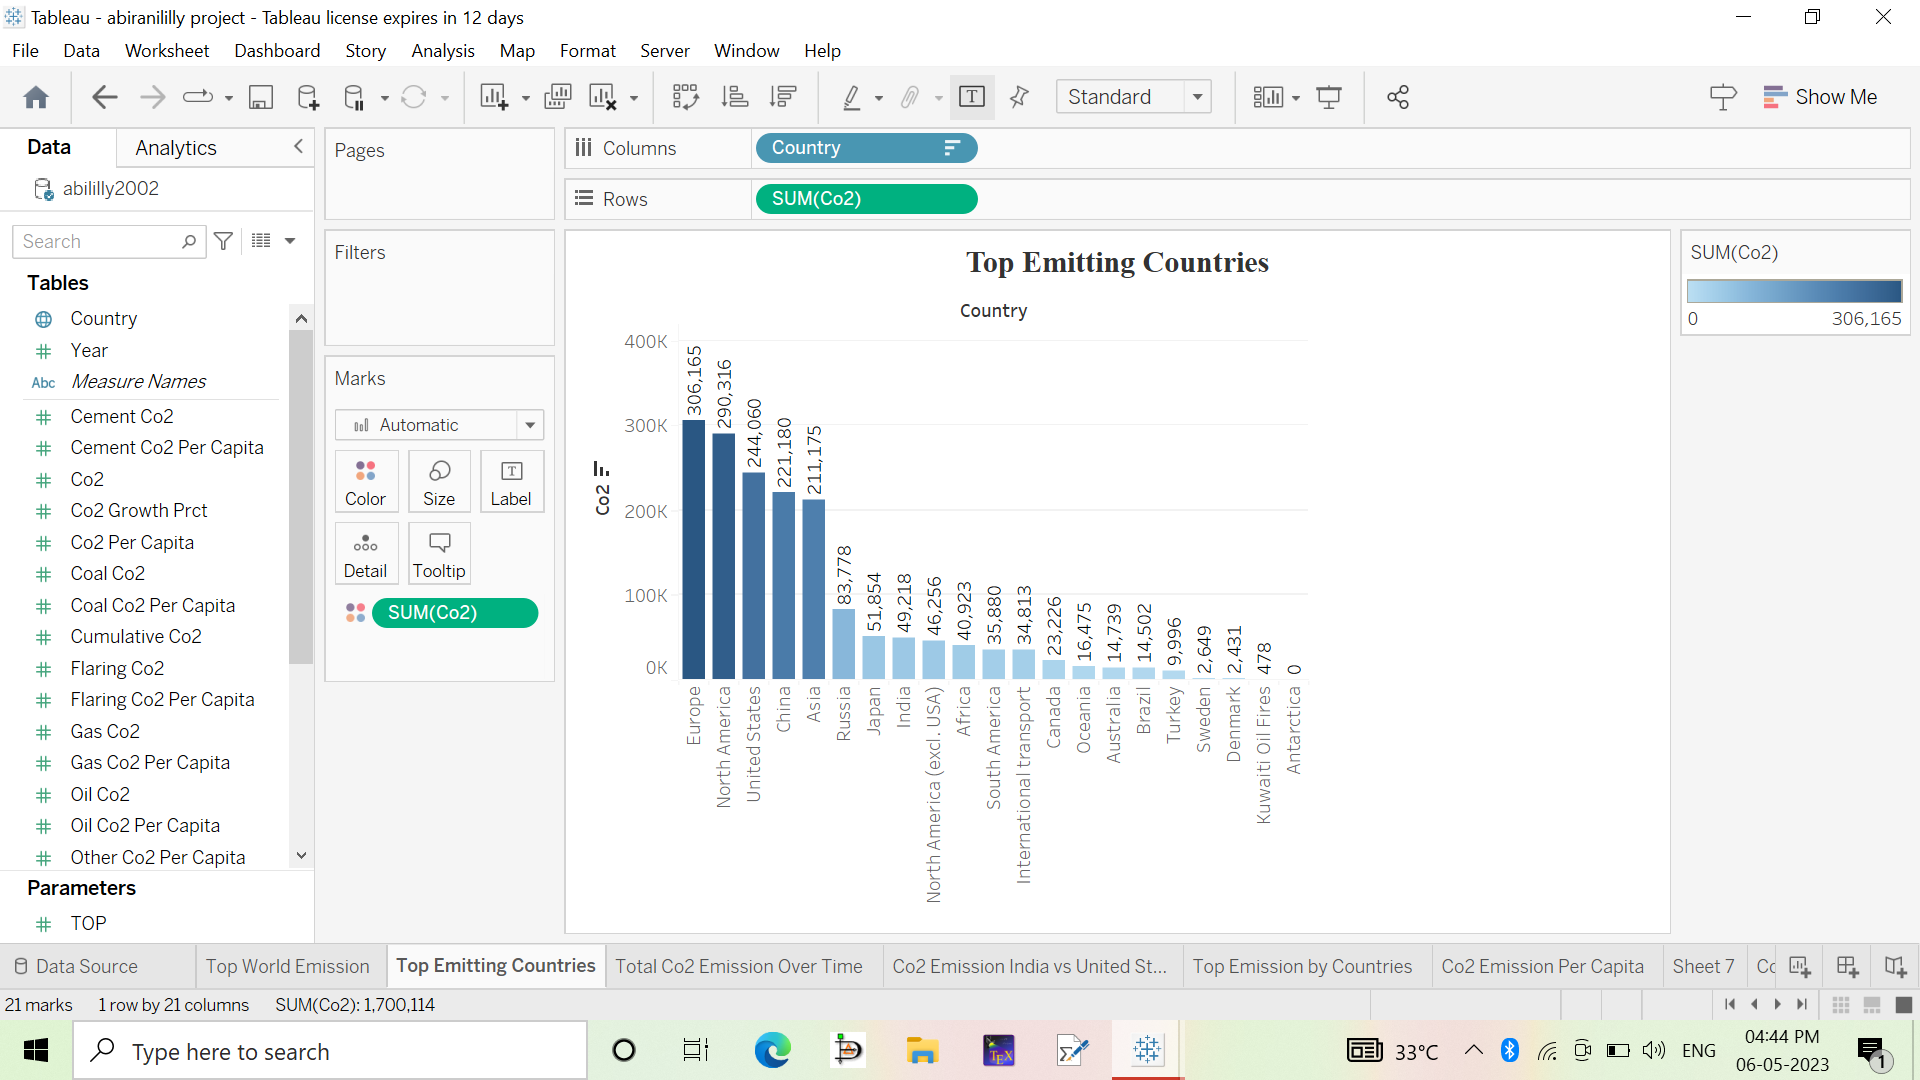 Tableau - abiranililly project - Tableau license expires in 12 days
File Data Worksheet Dashboard Story Analysis Map Format Server Window Help
Standard
Show Me
Data Analytics
abililly2002
Search
Tables
Country
Year
Abc Measure Names
Cement Co2
Cement Co2 Per Capita
Co2
Co2 Growth Prct
Co2 Per Capita
Coal Co2
Coal Co2 Per Capita
Cumulative Co2
Flaring Co2
Flaring Co2 Per Capita
Gas Co2
Gas Co2 Per Capita
Oil Co2
Oil Co2 Per Capita
Other Co2 Per Capita
Parameters
TOP
Pages
Filters
Marks
Automatic
Color Size Label
Detail Tooltip
SUM(Co2)
Columns Country
Rows SUM(Co2)
Top Emitting Countries
Country
Co2
400K
300K
200K
100K
0K
306,165
290,316
244,060
221,180
211,175
83,778
51,854
49,218
46,256
40,923
35,880
34,813
23,226
16,475
14,739
14,502
9,996
2,649
2,431
478
0
Europe
North America
United States
China
Asia
Russia
Japan
India
North America (excl. USA)
Africa
South America
International transport
Canada
Oceania
Australia
Brazil
Turkey
Sweden
Denmark
Kuwaiti Oil Fires
Antarctica
SUM(Co2)
0 306,165
Data Source Top World Emission Top Emitting Countries Total Co2 Emission Over Time Co2 Emission India vs United St... Top Emission by Countries Co2 Emission Per Capita Sheet 7 Co
21 marks 1 row by 21 columns SUM(Co2): 1,700,114
Type here to search
TEX
33°C
ENG
04:44 PM
06-05-2023
1